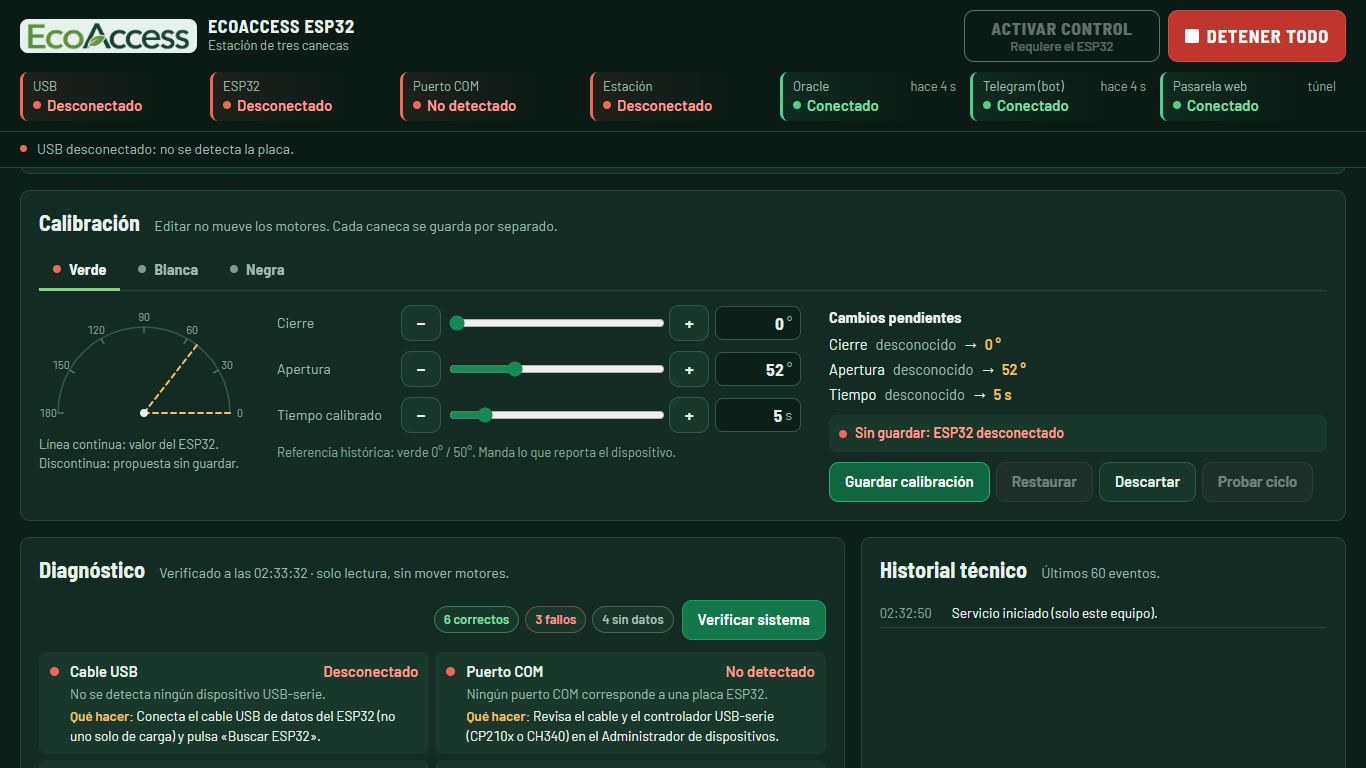 EcoAccess
ECOACCESS ESP32
Estación de tres canecas
ACTIVAR CONTROL
Requiere el ESP32
DETENER TODO
USB
Desconectado
ESP32
Desconectado
Puerto COM
No detectado
Estación
Desconectado
Oracle hace 4 s
Conectado
Telegram (bot) hace 4 s
Conectado
Pasarela web túnel
Conectado
USB desconectado: no se detecta la placa.
Calibración Editar no mueve los motores. Cada caneca se guarda por separado.
Verde Blanca Negra
180 150 120 90 60 30 0
Línea continua: valor del ESP32.
Discontinua: propuesta sin guardar.
Cierre − + 0 °
Apertura − + 52 °
Tiempo calibrado − + 5 s
Referencia histórica: verde 0° / 50°. Manda lo que reporta el dispositivo.
Cambios pendientes
Cierre desconocido → 0 °
Apertura desconocido → 52 °
Tiempo desconocido → 5 s
Sin guardar: ESP32 desconectado
Guardar calibración Restaurar Descartar Probar ciclo
Diagnóstico Verificado a las 02:33:32 · solo lectura, sin mover motores.
6 correctos 3 fallos 4 sin datos Verificar sistema
Cable USB Desconectado
No se detecta ningún dispositivo USB-serie.
Qué hacer: Conecta el cable USB de datos del ESP32 (no
uno solo de carga) y pulsa «Buscar ESP32».
Puerto COM No detectado
Ningún puerto COM corresponde a una placa ESP32.
Qué hacer: Revisa el cable y el controlador USB-serie
(CP210x o CH340) en el Administrador de dispositivos.
Historial técnico Últimos 60 eventos.
02:32:50 Servicio iniciado (solo este equipo).